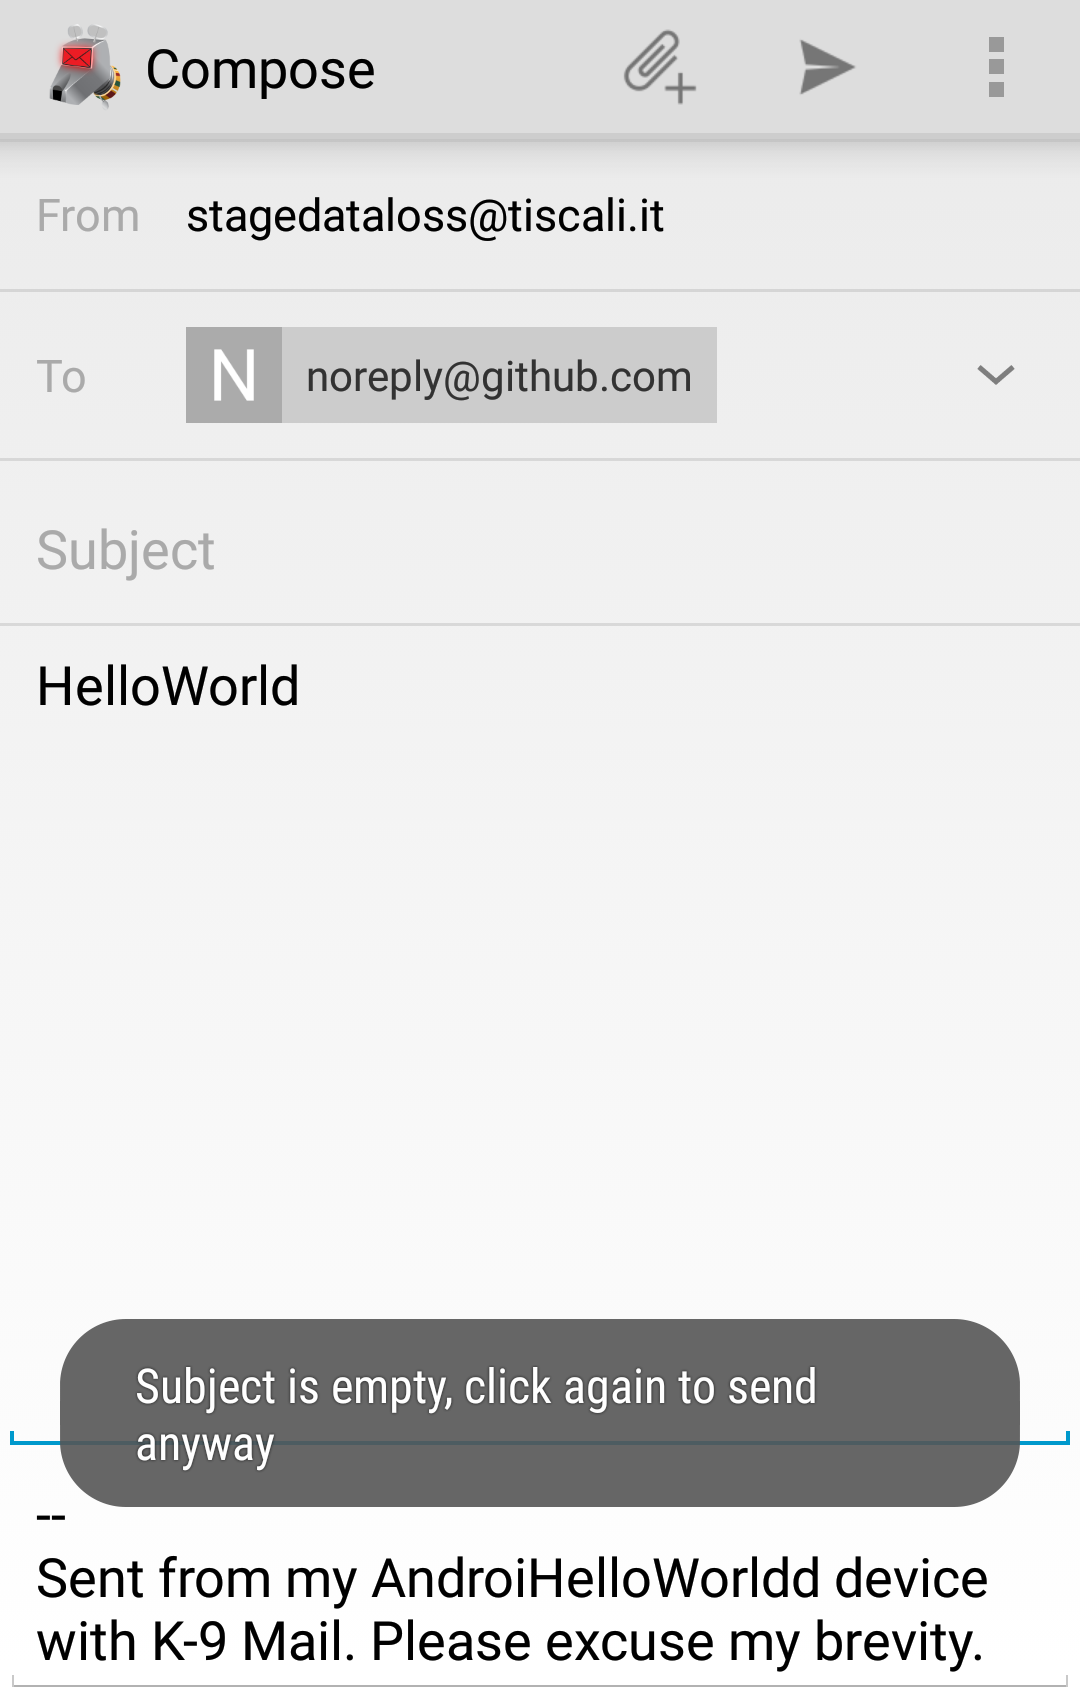 Compose
From stagedataloss@tiscali.it
To N noreply@github.com
Subject
HelloWorld
Subject is empty, click again to send
anyway
--
Sent from my AndroiHelloWorldd device
with K-9 Mail. Please excuse my brevity.